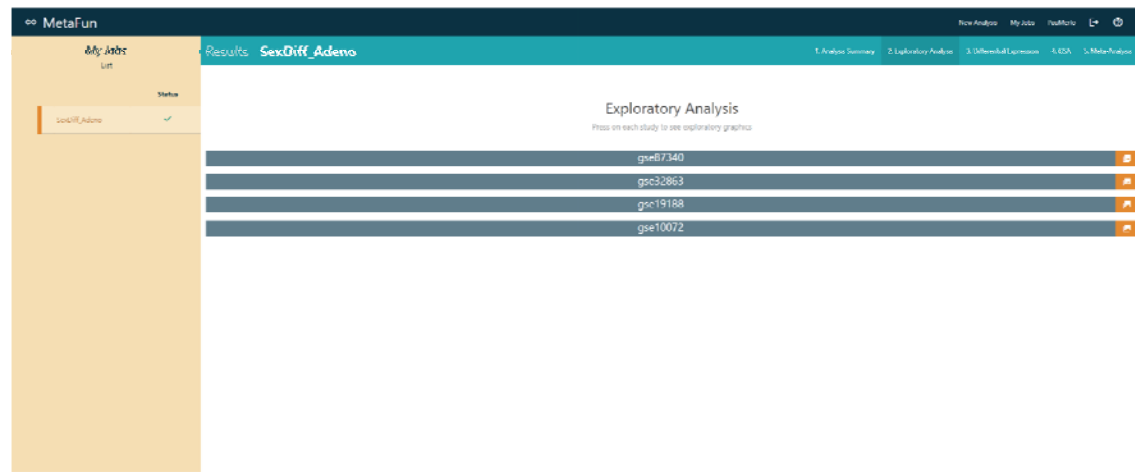 ∞ MetaFun
New Analysis My Jobs PauMerlo
My Jobs
List
Status
SexDiff_Adeno
Results SexDiff_Adeno
1. Analysis Summary 2. Exploratory Analysis 3. Differential Expression 4. GSA 5. Meta-Analysis
Exploratory Analysis
Press on each study to see exploratory graphics
gse87340
gse32863
gse19188
gse10072